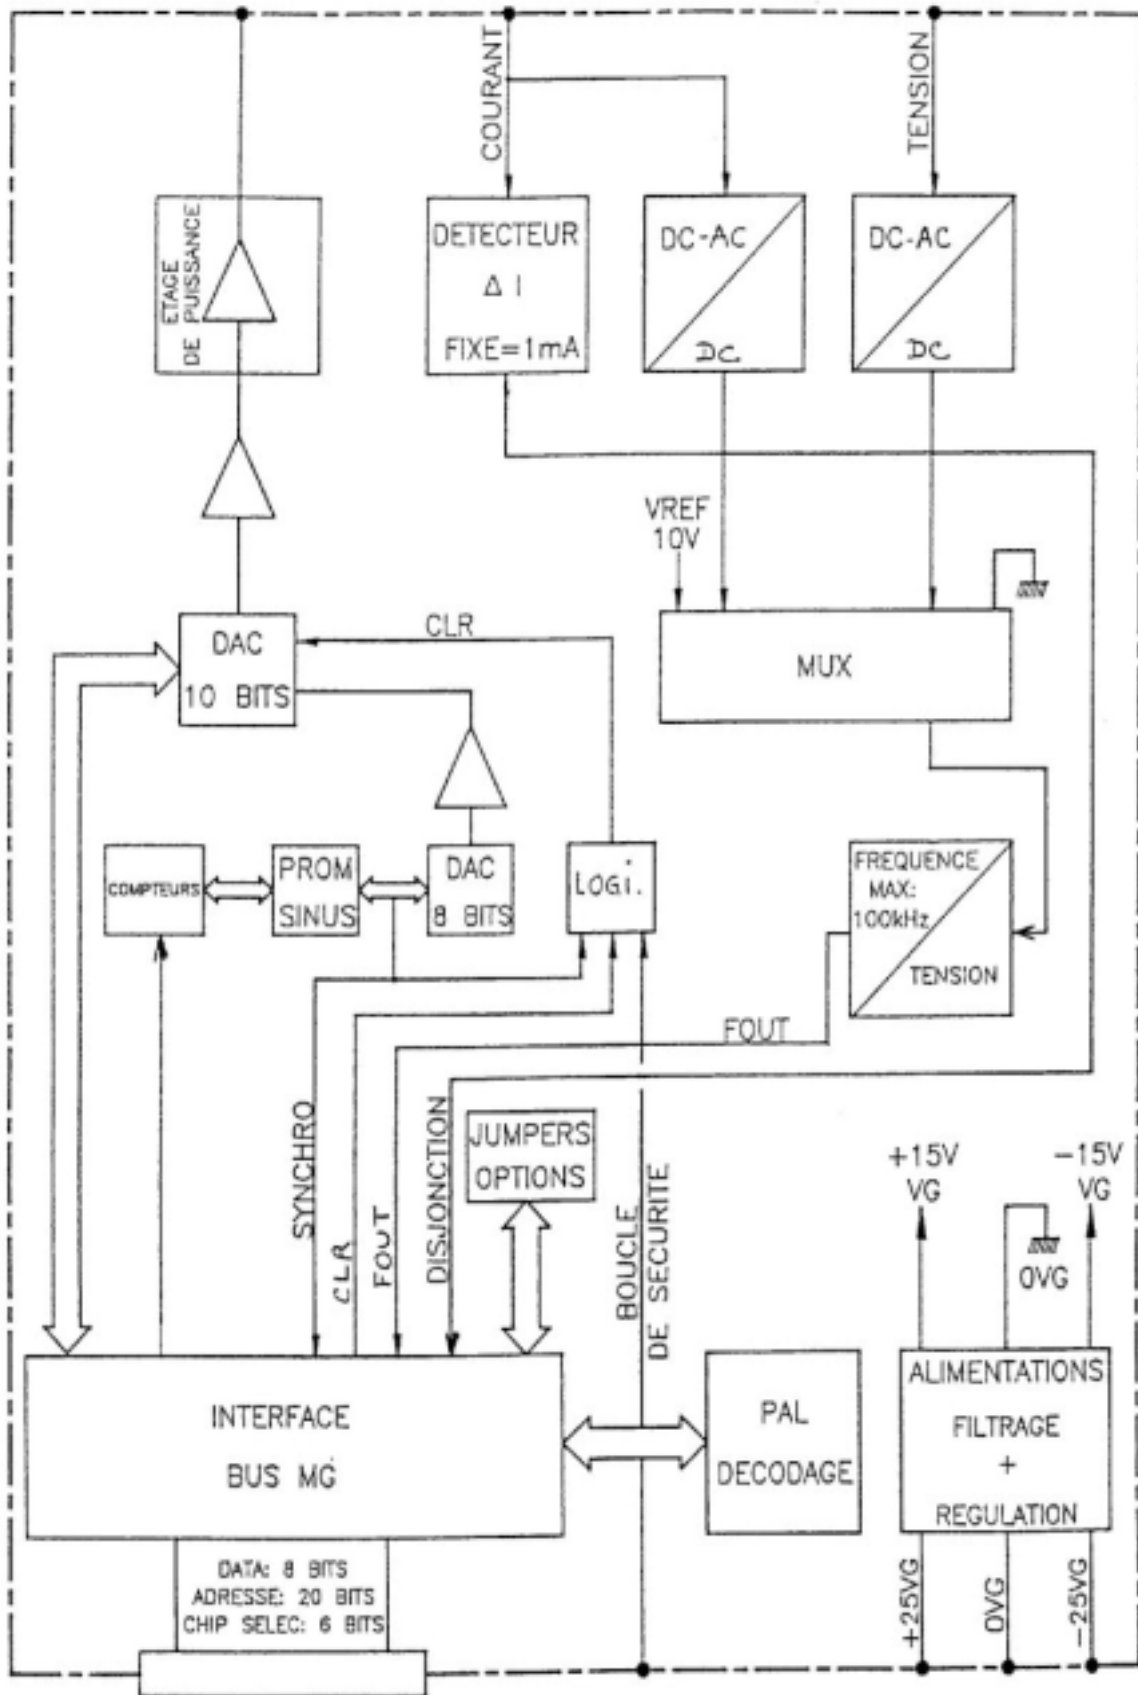 COURANT
TENSION
ETAGE
DE PUISSANCE
DETECTEUR
Δ I
FIXE=1mA
DC-AC
DC
DC-AC
DC
VREF
10V
MUX
DAC
10 BITS
CLR
COMPTEURS
PROM
SINUS
DAC
8 BITS
LOGi.
FREQUENCE
MAX:
100kHz
TENSION
FOUT
SYNCHRO
CLR
FOUT
DISJONCTION
JUMPERS
OPTIONS
BOUCLE
DE SECURITE
+15V
VG
-15V
VG
0VG
INTERFACE
BUS MG
PAL
DECODAGE
ALIMENTATIONS
FILTRAGE
+
REGULATION
DATA: 8 BITS
ADRESSE: 20 BITS
CHIP SELEC: 6 BITS
+25VG
0VG
-25VG